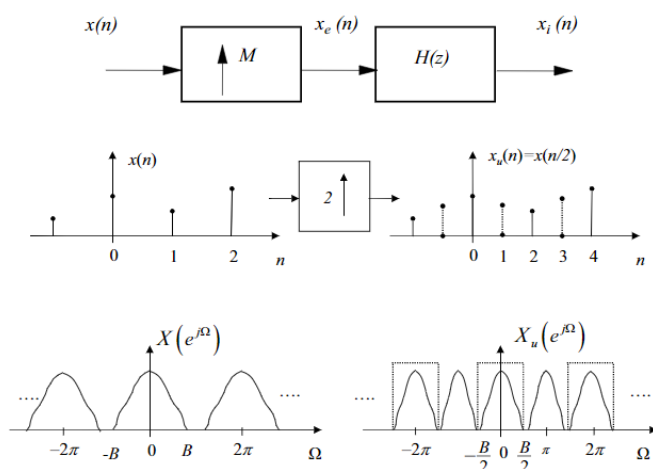 x(n) x_e (n) x_i (n)
M H(z)
x(n) x_u(n)=x(n/2)
2
0 1 2 n 0 1 2 3 4 n
X(e^{jΩ}) X_u(e^{jΩ})
.... .... .... ....
−2π -B 0 B 2π Ω −2π −B/2 0 B/2 π 2π Ω